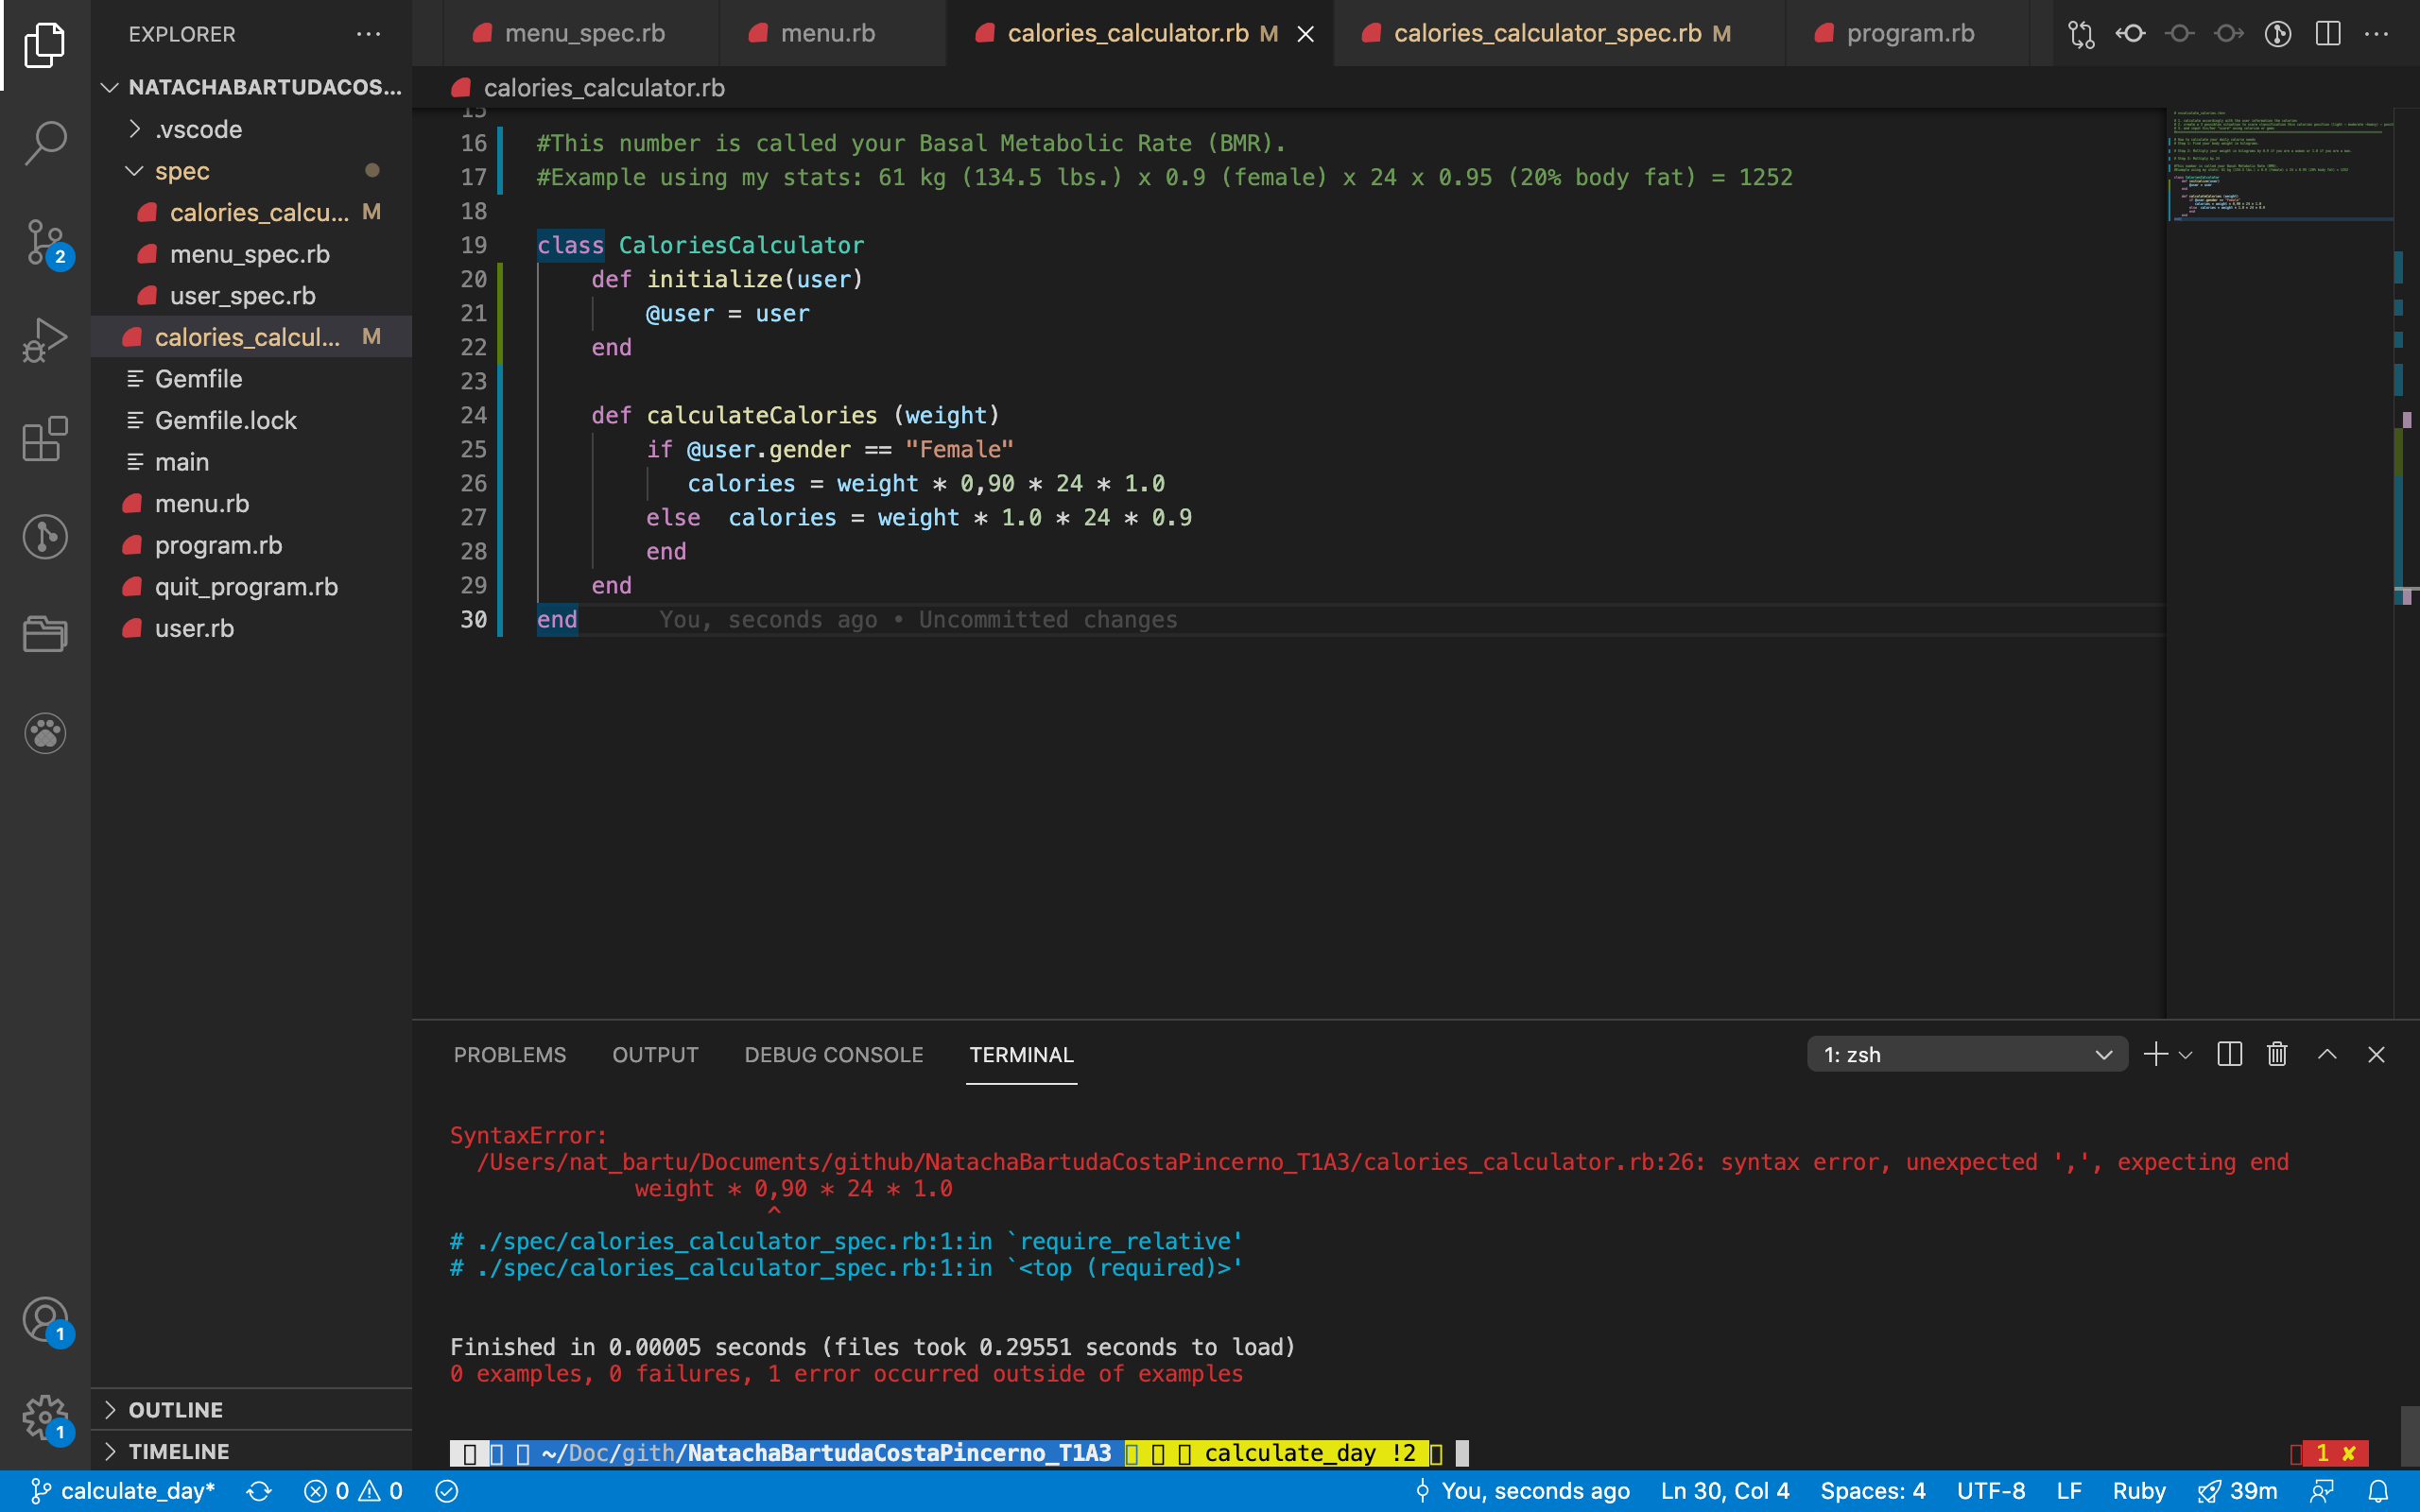 EXPLORER
NATACHABARTUDACOS...
.vscode
spec
calories_calcu... M
menu_spec.rb
user_spec.rb
calories_calcul... M
Gemfile
Gemfile.lock
main
menu.rb
program.rb
quit_program.rb
user.rb
OUTLINE
TIMELINE
2
1
1
menu_spec.rb
menu.rb
calories_calculator.rb M
calories_calculator_spec.rb M
program.rb
calories_calculator.rb
15
16 #This number is called your Basal Metabolic Rate (BMR).
17 #Example using my stats: 61 kg (134.5 lbs.) x 0.9 (female) x 24 x 0.95 (20% body fat) = 1252
18
19 class CaloriesCalculator
20 def initialize(user)
21 @user = user
22 end
23
24 def calculateCalories (weight)
25 if @user.gender == "Female"
26 calories = weight * 0,90 * 24 * 1.0
27 else  calories = weight * 1.0 * 24 * 0.9
28 end
29 end
30 end You, seconds ago • Uncommitted changes
PROBLEMS OUTPUT DEBUG CONSOLE TERMINAL 1: zsh
SyntaxError:
/Users/nat_bartu/Documents/github/NatachaBartudaCostaPincerno_T1A3/calories_calculator.rb:26: syntax error, unexpected ',', expecting end
weight * 0,90 * 24 * 1.0
^
# ./spec/calories_calculator_spec.rb:1:in `require_relative'
# ./spec/calories_calculator_spec.rb:1:in `<top (required)>'
Finished in 0.00005 seconds (files took 0.29551 seconds to load)
0 examples, 0 failures, 1 error occurred outside of examples
~/Doc/gith/NatachaBartudaCostaPincerno_T1A3 calculate_day !2 1 ✘
calculate_day* 0 0 You, seconds ago Ln 30, Col 4 Spaces: 4 UTF-8 LF Ruby 39m